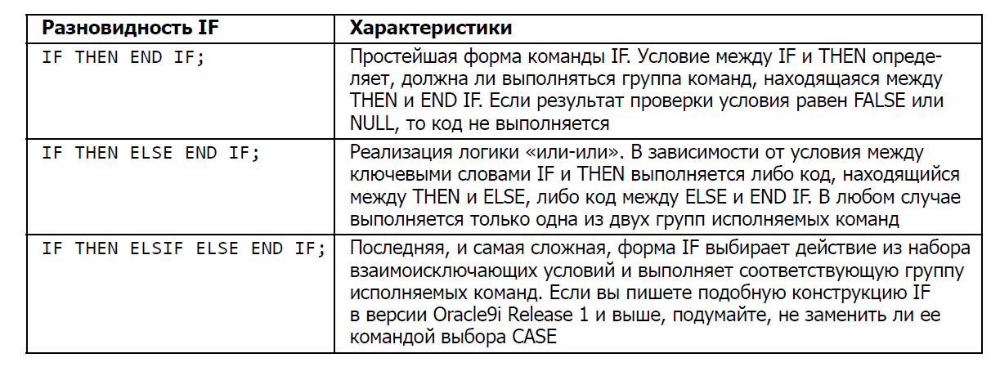 Разновидность IF
Характеристики
IF THEN END IF;
Простейшая форма команды IF. Условие между IF и THEN опреде-
ляет, должна ли выполняться группа команд, находящаяся между
THEN и END IF. Если результат проверки условия равен FALSE или
NULL, то код не выполняется
IF THEN ELSE END IF;
Реализация логики «или-или». В зависимости от условия между
ключевыми словами IF и THEN выполняется либо код, находящийся
между THEN и ELSE, либо код между ELSE и END IF. В любом случае
выполняется только одна из двух групп исполняемых команд
IF THEN ELSIF ELSE END IF;
Последняя, и самая сложная, форма IF выбирает действие из набора
взаимоисключающих условий и выполняет соответствующую группу
исполняемых команд. Если вы пишете подобную конструкцию IF
в версии Oracle9i Release 1 и выше, подумайте, не заменить ли ее
командой выбора CASE